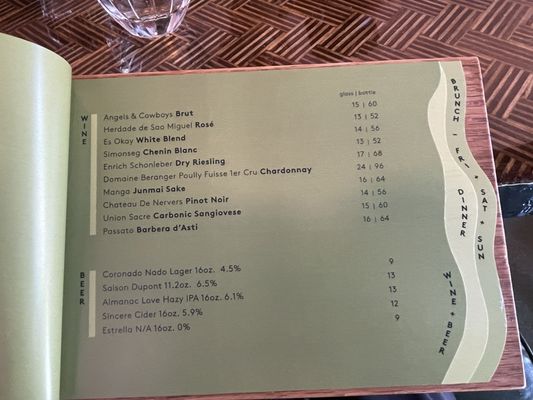 WINE
glass | bottle
Angels & Cowboys Brut 15 | 60
Herdade de Sao Miguel Rosé 13 | 52
Es Okay White Blend 14 | 56
Simonseg Chenin Blanc 13 | 52
Enrich Schonleber Dry Riesling 17 | 68
Domaine Beranger Poully Fuisse 1er Cru Chardonnay 24 | 96
Manga Junmai Sake 16 | 64
Chateau De Nervers Pinot Noir 14 | 56
Union Sacre Carbonic Sangiovese 15 | 60
Passato Barbera d'Asti 16 | 64
BEER
Coronado Nado Lager 16oz. 4.5% 9
Saison Dupont 11.2oz. 6.5% 13
Almanac Love Hazy IPA 16oz. 6.1% 13
Sincere Cider 16oz. 5.9% 12
Estrella N/A 16oz. 0% 9
BRUNCH – FRI + SAT + SUN
DINNER
WINE + BEER